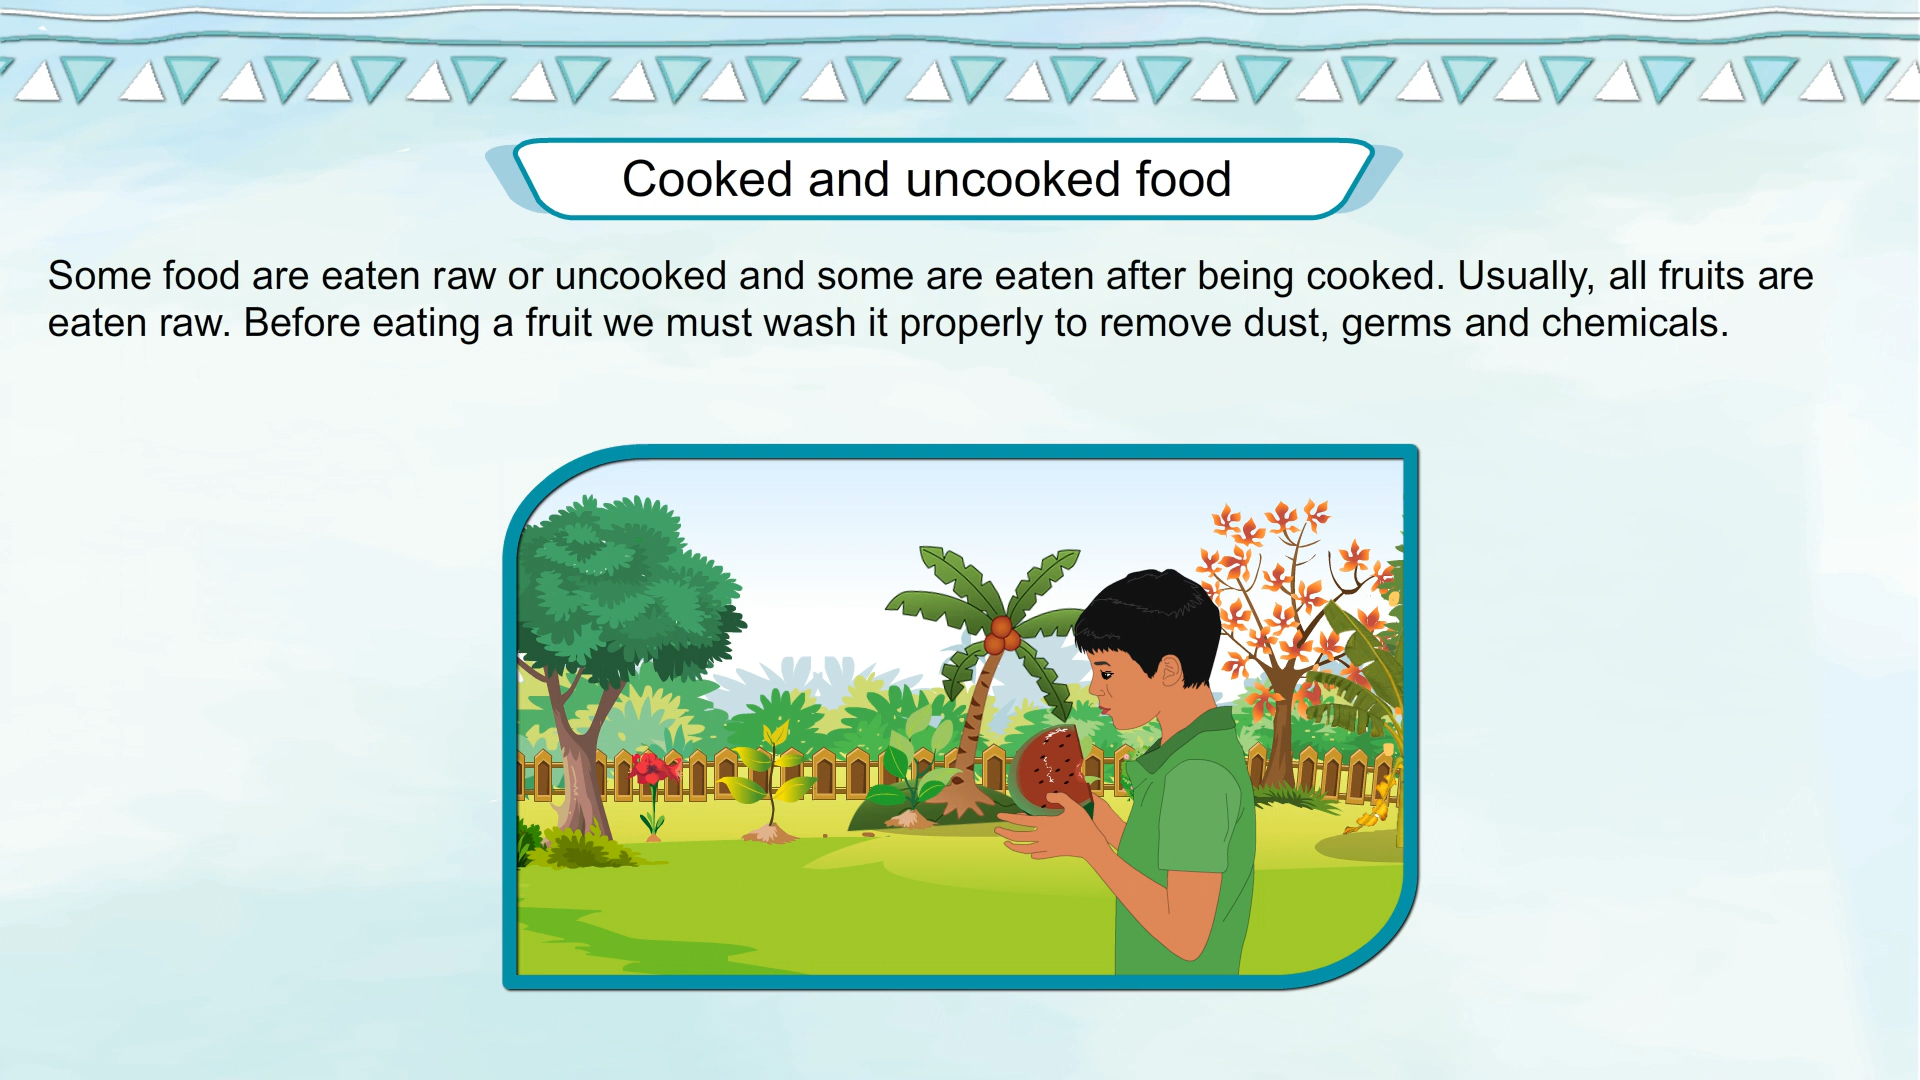 Cooked and uncooked food
Some food are eaten raw or uncooked and some are eaten after being cooked. Usually, all fruits are
eaten raw. Before eating a fruit we must wash it properly to remove dust, germs and chemicals.